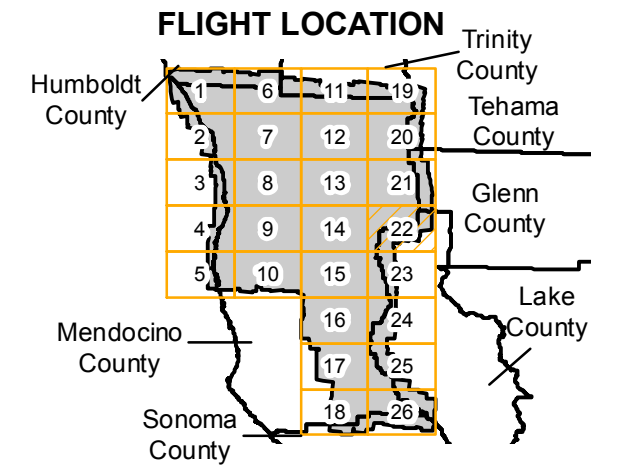 FLIGHT LOCATION
Trinity
County
Humboldt
County
Tehama
County
Glenn
County
Lake
County
Mendocino
County
Sonoma
County
1 6 11 19
2 7 12 20
3 8 13 21
4 9 14 22
5 10 15 23
16 24
17 25
18 26